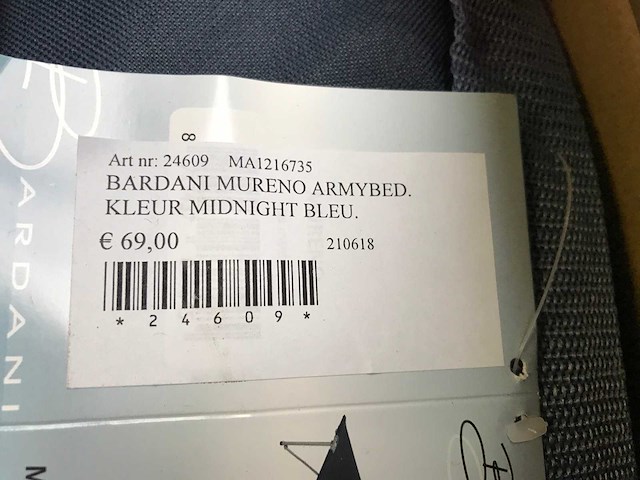 BARDANI
8
Art nr: 24609 MA1216735
BARDANI MURENO ARMYBED.
KLEUR MIDNIGHT BLEU.
€ 69,00 210618
* 2 4 6 0 9 *
M